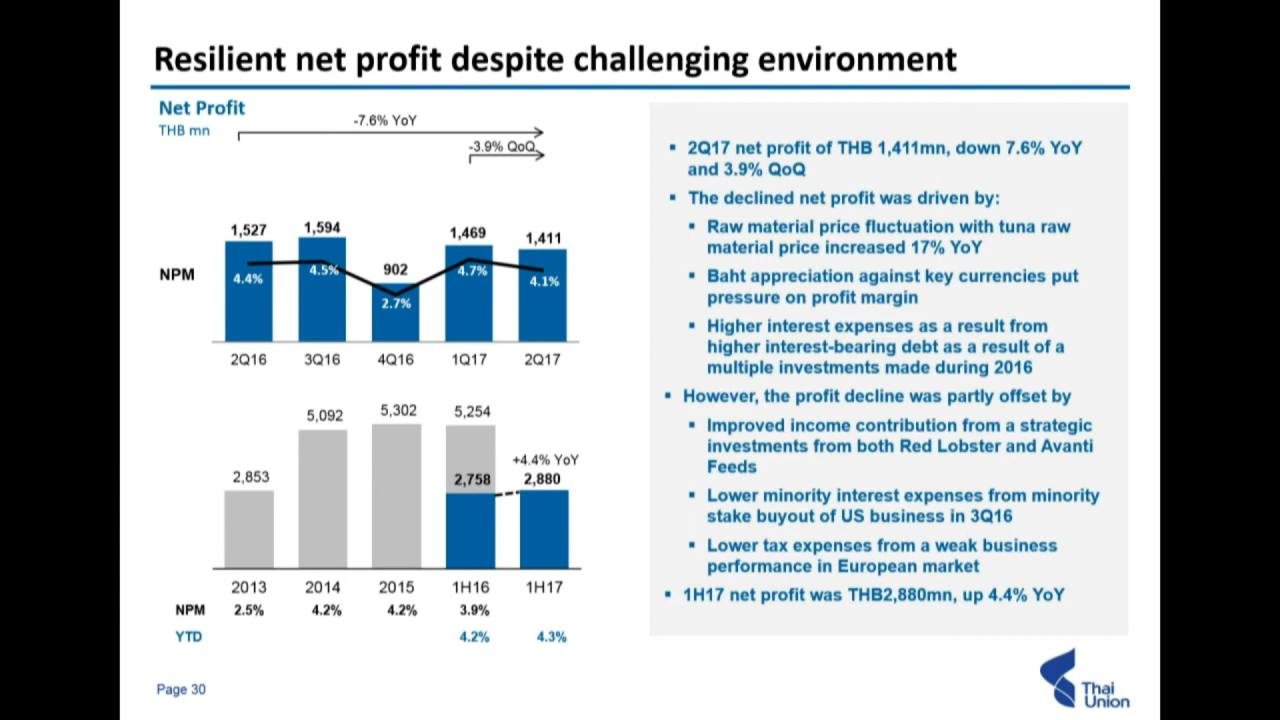 Resilient net profit despite challenging environment
Net Profit
THB mn
-7.6% YoY
-3.9% QoQ
1,527
1,594
902
1,469
1,411
NPM
4.4%
4.5%
2.7%
4.7%
4.1%
2Q16
3Q16
4Q16
1Q17
2Q17
2,853
5,092
5,302
5,254
+4.4% YoY
2,758
2,880
2013
2014
2015
1H16
1H17
NPM
2.5%
4.2%
4.2%
3.9%
YTD
4.2%
4.3%
▪ 2Q17 net profit of THB 1,411mn, down 7.6% YoY
and 3.9% QoQ
▪ The declined net profit was driven by:
▪ Raw material price fluctuation with tuna raw
material price increased 17% YoY
▪ Baht appreciation against key currencies put
pressure on profit margin
▪ Higher interest expenses as a result from
higher interest-bearing debt as a result of a
multiple investments made during 2016
▪ However, the profit decline was partly offset by
▪ Improved income contribution from a strategic
investments from both Red Lobster and Avanti
Feeds
▪ Lower minority interest expenses from minority
stake buyout of US business in 3Q16
▪ Lower tax expenses from a weak business
performance in European market
▪ 1H17 net profit was THB2,880mn, up 4.4% YoY
Page 30
Thai
Union